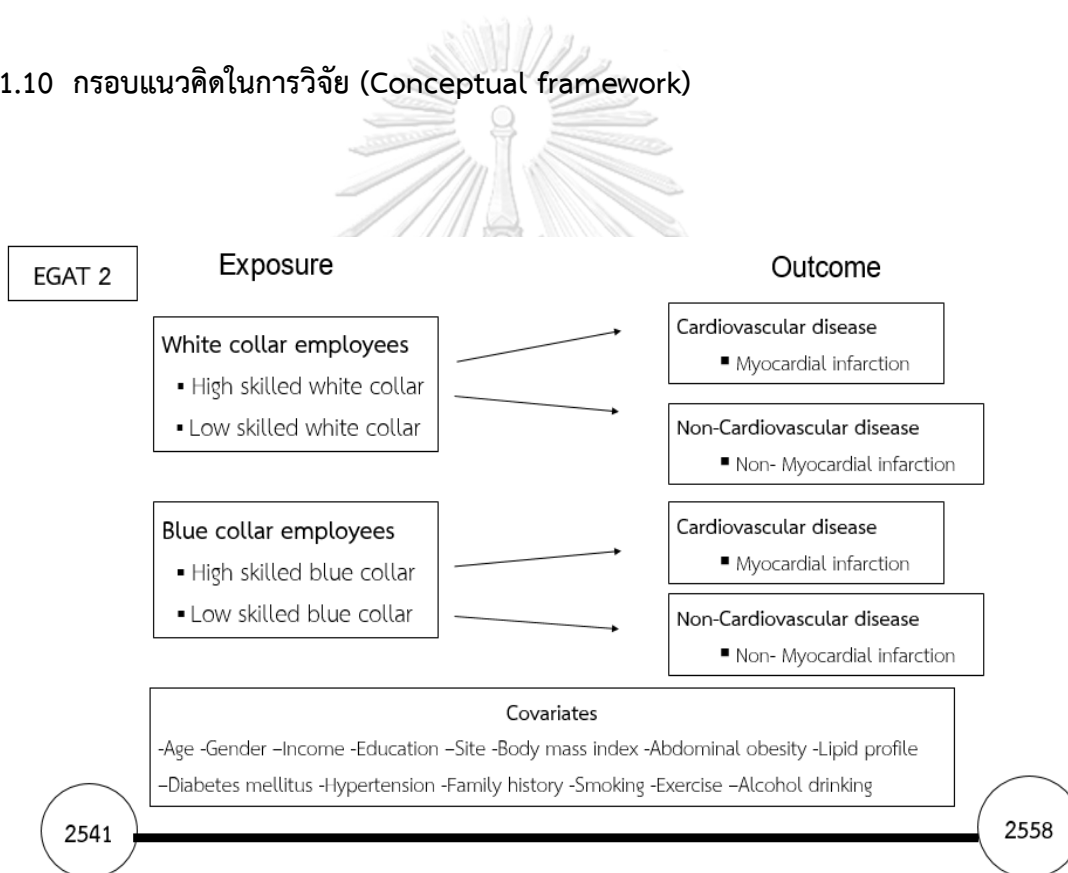 1.10 กรอบแนวคิดในการวิจัย (Conceptual framework)
EGAT 2
Exposure
Outcome
White collar employees
▪ High skilled white collar
▪ Low skilled white collar
Cardiovascular disease
▪ Myocardial infarction
Non-Cardiovascular disease
▪ Non- Myocardial infarction
Blue collar employees
▪ High skilled blue collar
▪ Low skilled blue collar
Cardiovascular disease
▪ Myocardial infarction
Non-Cardiovascular disease
▪ Non- Myocardial infarction
Covariates
-Age -Gender –Income -Education –Site -Body mass index -Abdominal obesity -Lipid profile
–Diabetes mellitus -Hypertension -Family history -Smoking -Exercise –Alcohol drinking
2541
2558